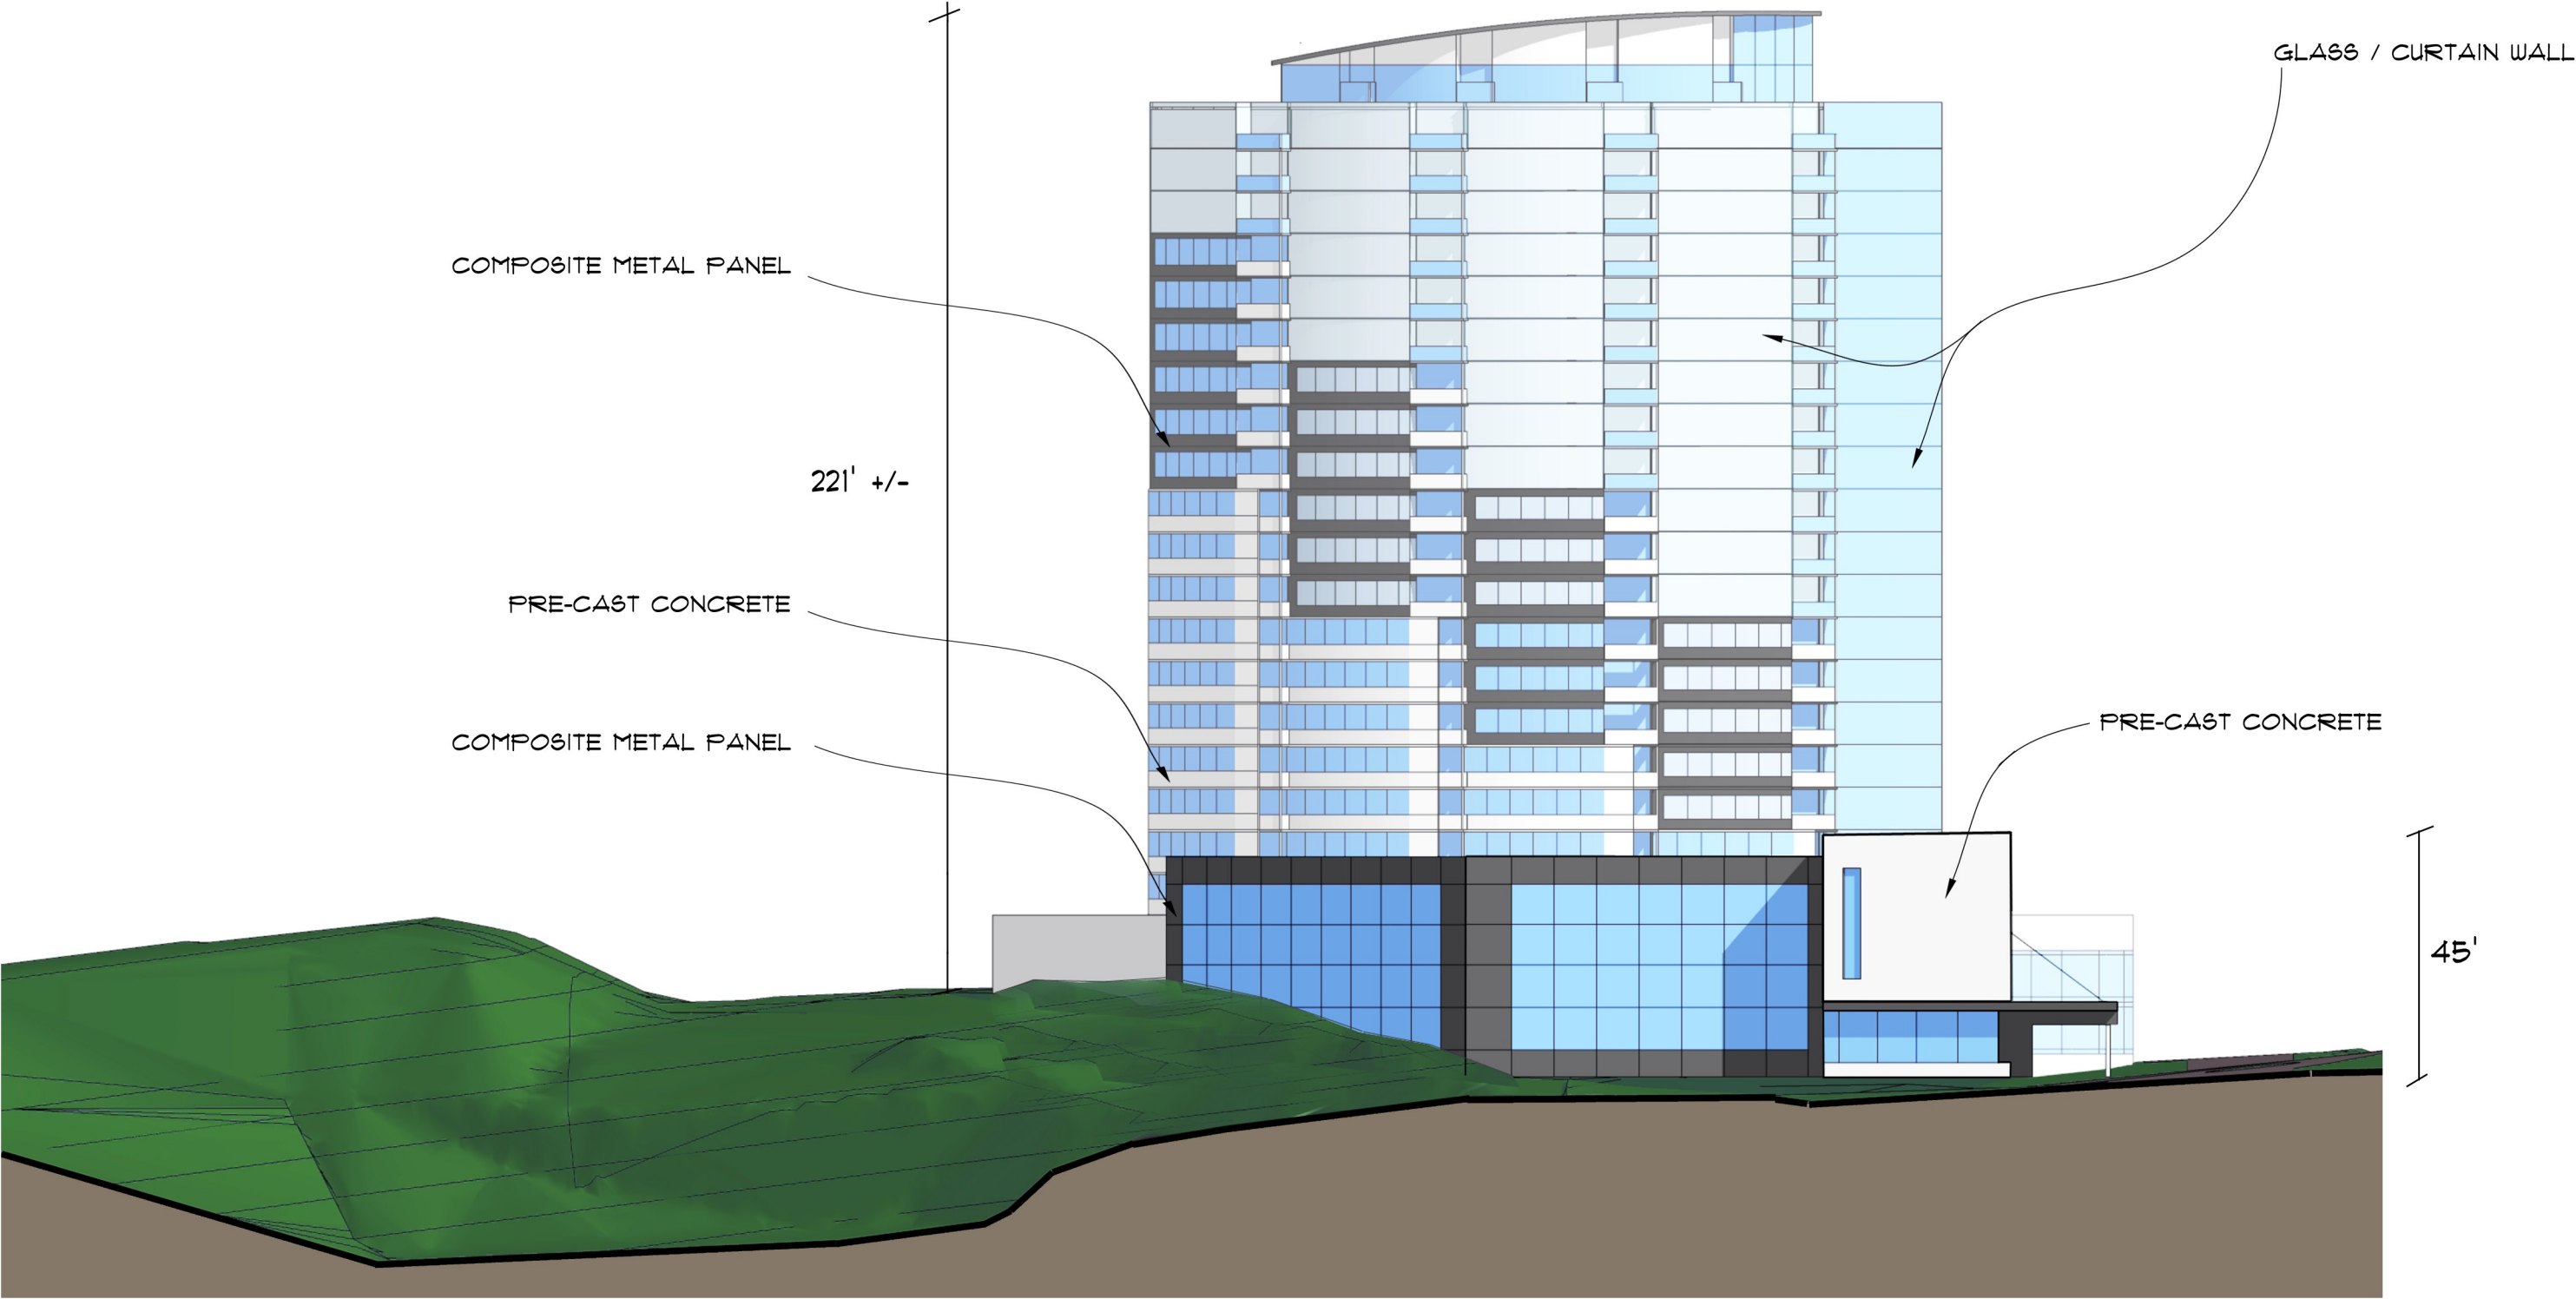 GLASS / CURTAIN WALL
COMPOSITE METAL PANEL
221' +/-
PRE-CAST CONCRETE
COMPOSITE METAL PANEL
PRE-CAST CONCRETE
45'